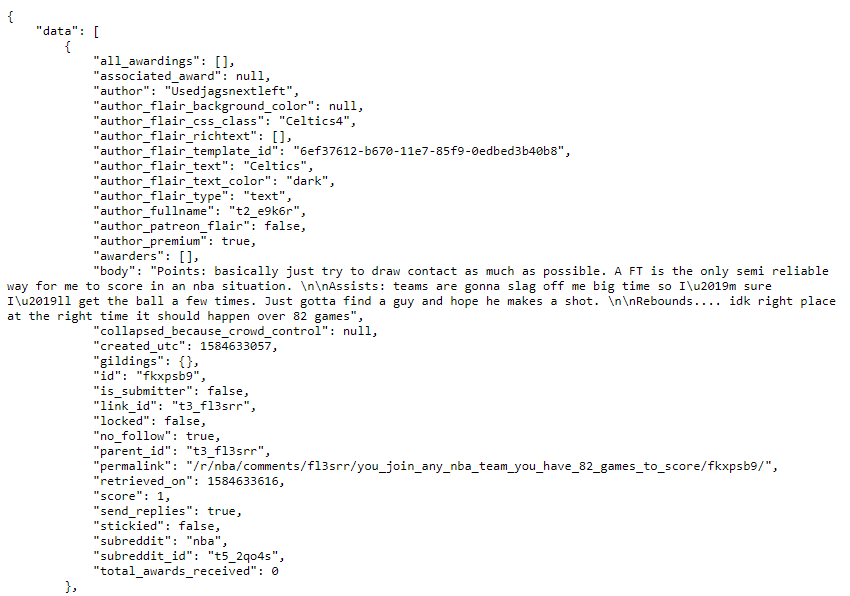 {
    "data": [
        {
            "all_awardings": [],
            "associated_award": null,
            "author": "Usedjagsnextleft",
            "author_flair_background_color": null,
            "author_flair_css_class": "Celtics4",
            "author_flair_richtext": [],
            "author_flair_template_id": "6ef37612-b670-11e7-85f9-0edbed3b40b8",
            "author_flair_text": "Celtics",
            "author_flair_text_color": "dark",
            "author_flair_type": "text",
            "author_fullname": "t2_e9k6r",
            "author_patreon_flair": false,
            "author_premium": true,
            "awarders": [],
            "body": "Points: basically just try to draw contact as much as possible. A FT is the only semi reliable
way for me to score in an nba situation. \n\nAssists: teams are gonna slag off me big time so I\u2019m sure
I\u2019ll get the ball a few times. Just gotta find a guy and hope he makes a shot. \n\nRebounds.... idk right place
at the right time it should happen over 82 games",
            "collapsed_because_crowd_control": null,
            "created_utc": 1584633057,
            "gildings": {},
            "id": "fkxpsb9",
            "is_submitter": false,
            "link_id": "t3_fl3srr",
            "locked": false,
            "no_follow": true,
            "parent_id": "t3_fl3srr",
            "permalink": "/r/nba/comments/fl3srr/you_join_any_nba_team_you_have_82_games_to_score/fkxpsb9/",
            "retrieved_on": 1584633616,
            "score": 1,
            "send_replies": true,
            "stickied": false,
            "subreddit": "nba",
            "subreddit_id": "t5_2qo4s",
            "total_awards_received": 0
        },